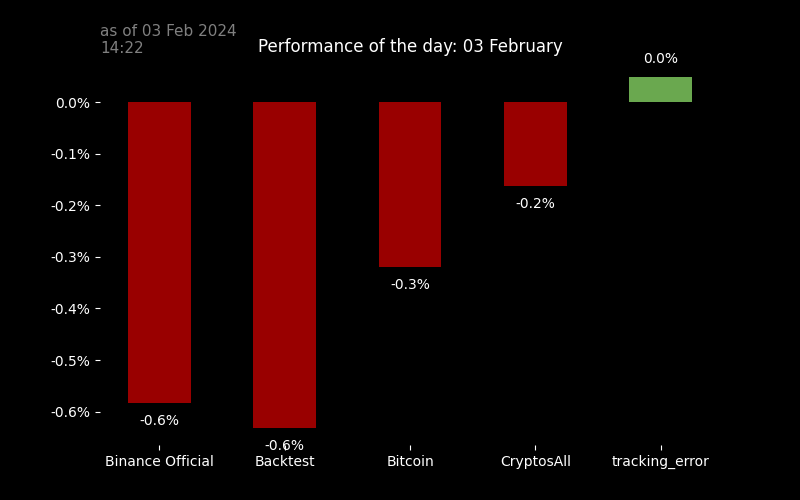 as of 03 Feb 2024
14:22
Performance of the day: 03 February
0.0%
0.0%
-0.1%
-0.2%
-0.3%
-0.4%
-0.5%
-0.6%
-0.2%
-0.3%
-0.6%
-0.6%
Binance Official
Backtest
Bitcoin
CryptosAll
tracking_error